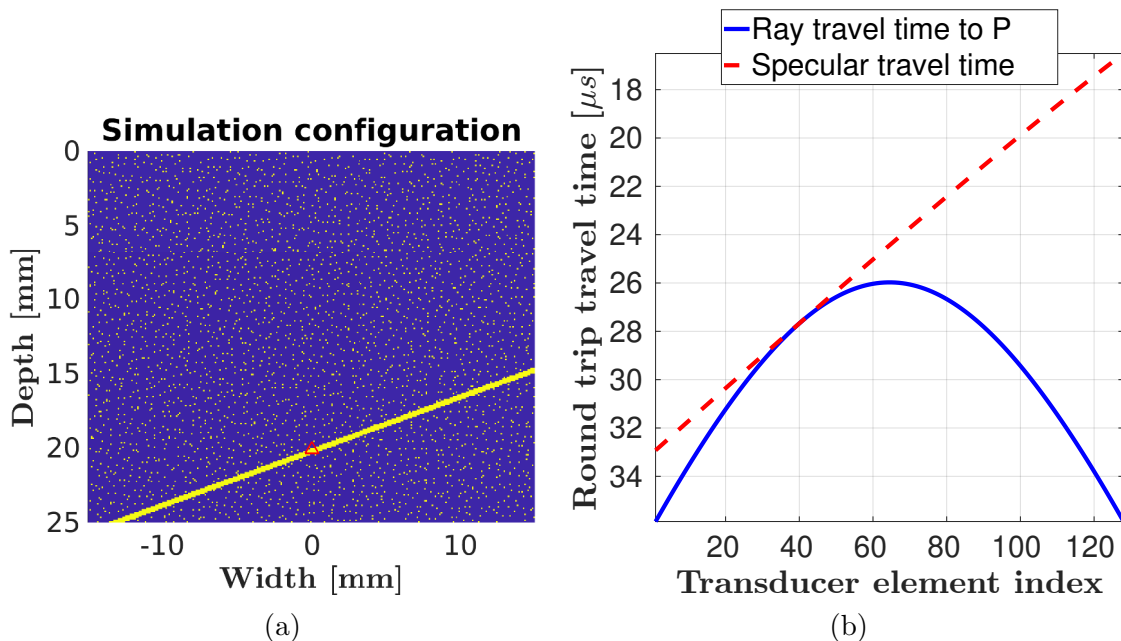 Simulation configuration
0
5
10
15
20
25
Depth [mm]
-10 0 10
Width [mm]
(a)
Ray travel time to P
Specular travel time
18
20
22
24
26
28
30
32
34
Round trip travel time [μs]
20 40 60 80 100 120
Transducer element index
(b)